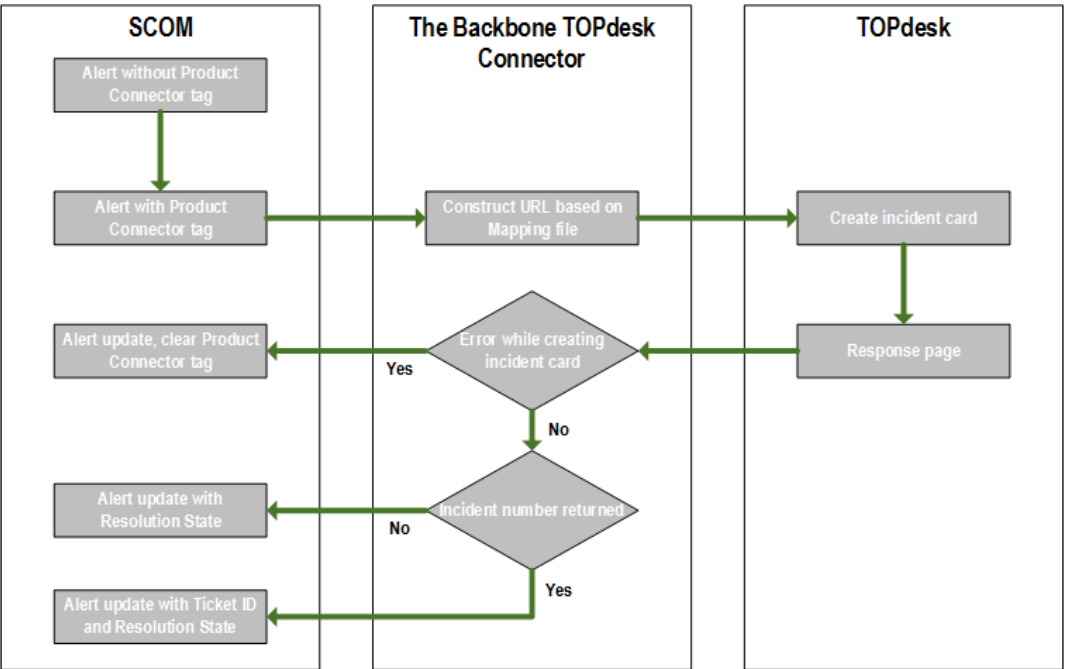 SCOM
The Backbone TOPdesk
Connector
TOPdesk
Alert without Product
Connector tag
Alert with Product
Connector tag
Construct URL based on
Mapping file
Create incident card
Alert update, clear Product
Connector tag
Error while creating
incident card
Response page
Yes
No
Alert update with
Resolution State
Incident number returned
No
Yes
Alert update with Ticket ID
and Resolution State